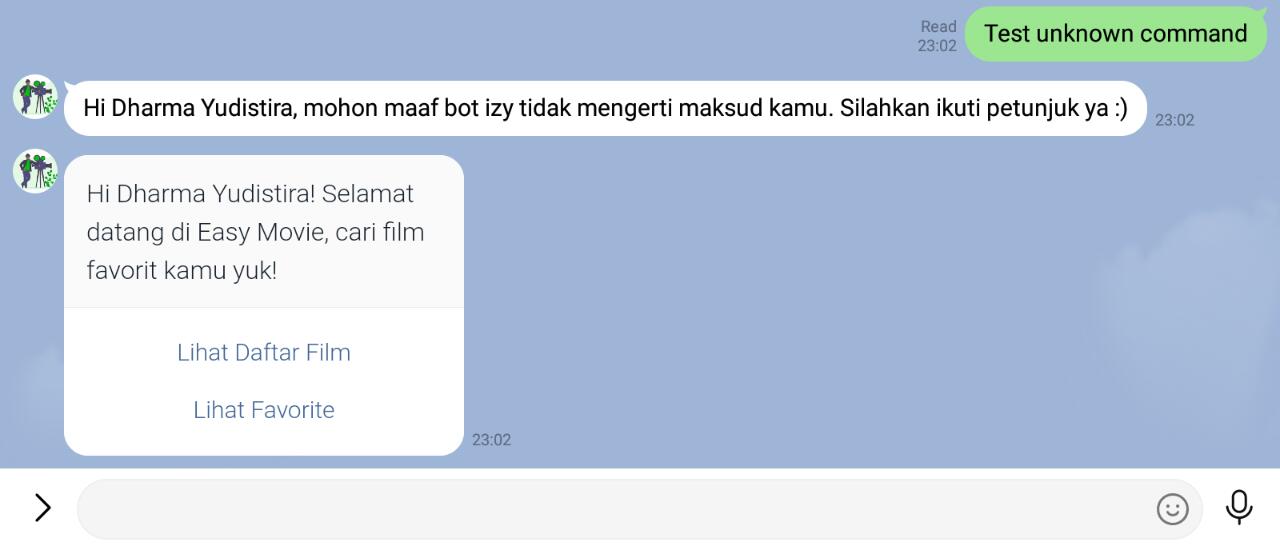 Test unknown command
Read
23:02
Hi Dharma Yudistira, mohon maaf bot izy tidak mengerti maksud kamu. Silahkan ikuti petunjuk ya :)
23:02
Hi Dharma Yudistira! Selamat
datang di Easy Movie, cari film
favorit kamu yuk!
Lihat Daftar Film
Lihat Favorite
23:02